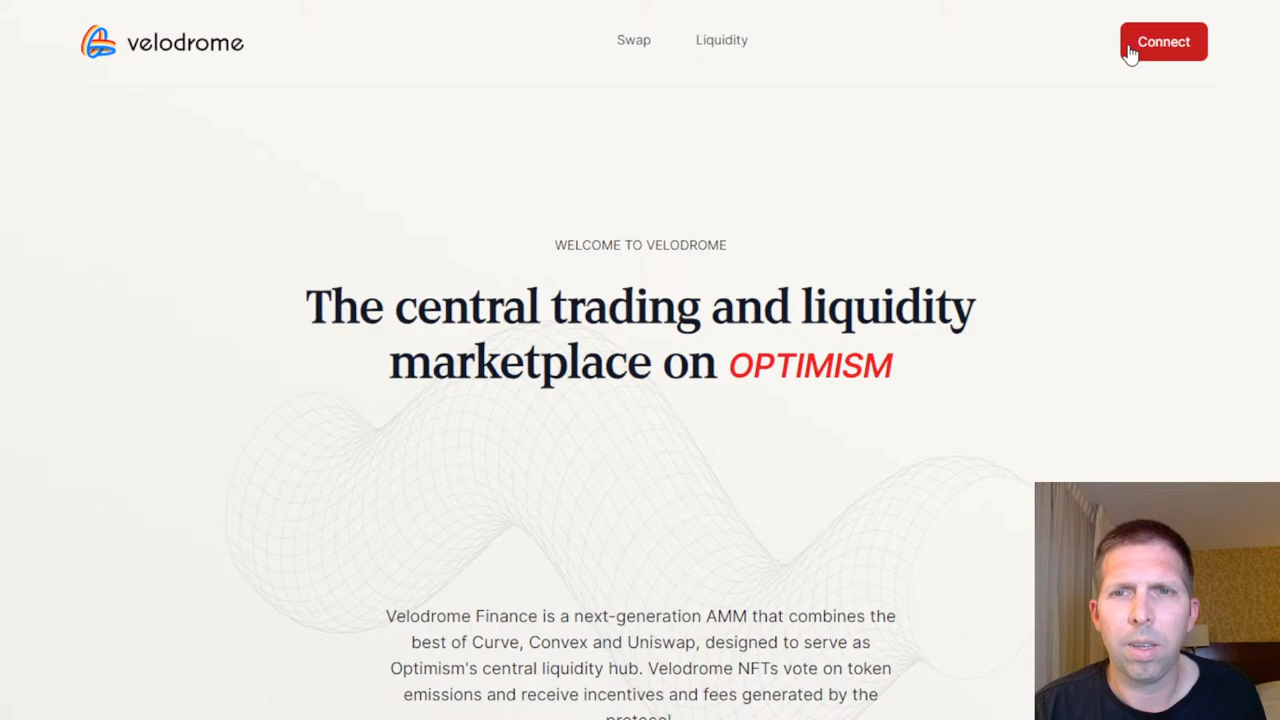 velodrome
Swap
Liquidity
Connect
WELCOME TO VELODROME
The central trading and liquidity
marketplace on OPTIMISM
Velodrome Finance is a next-generation AMM that combines the
best of Curve, Convex and Uniswap, designed to serve as
Optimism's central liquidity hub. Velodrome NFTs vote on token
emissions and receive incentives and fees generated by the
protocol